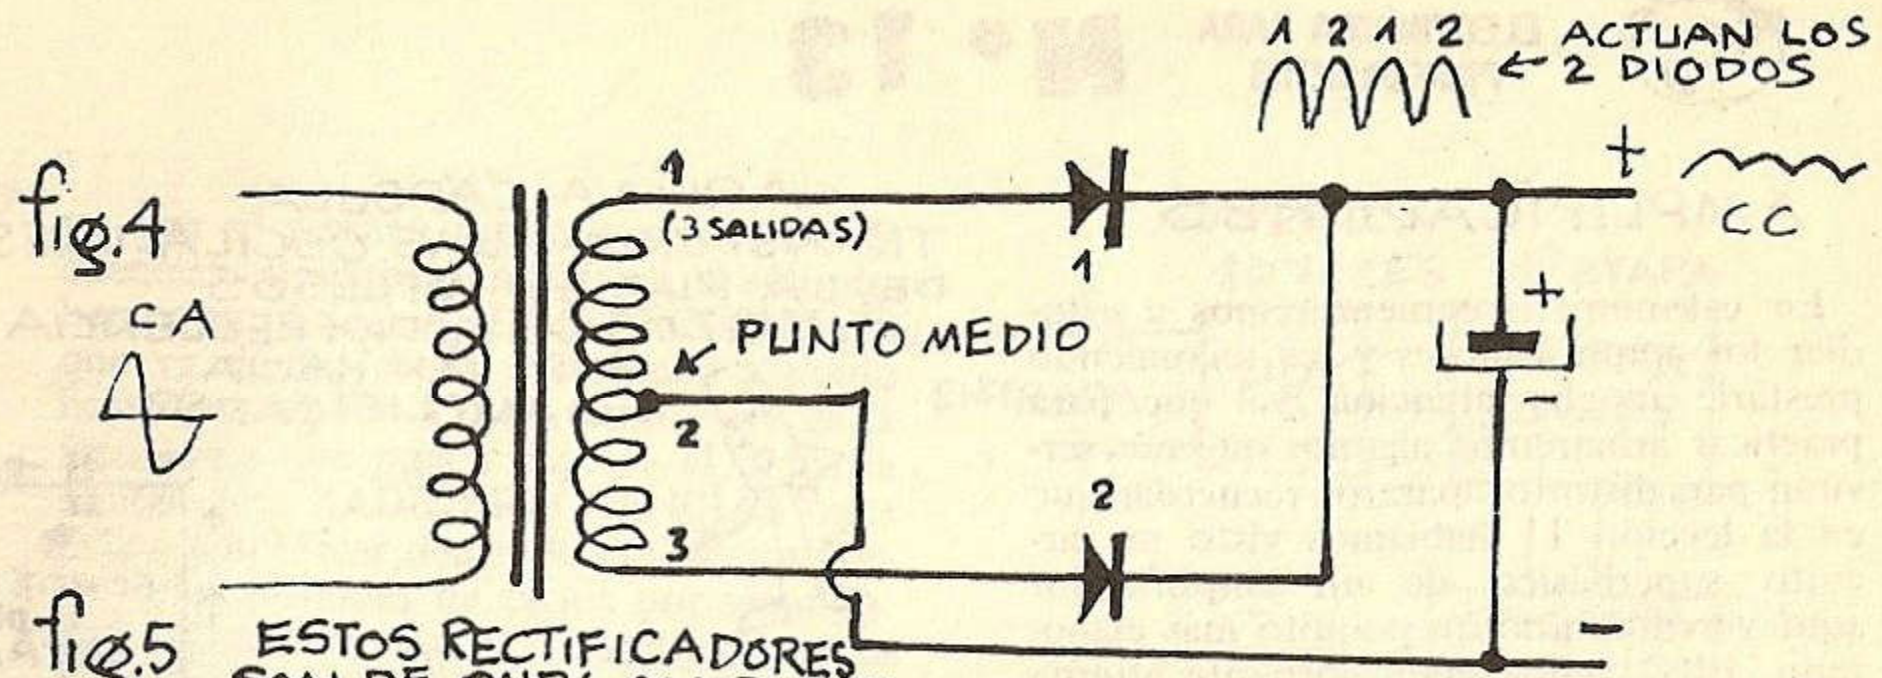 1 2 1 2 ← ACTUAN LOS
2 DIODOS
fig.4
CA
1
(3 SALIDAS)
1
+
CC
PUNTO MEDIO
2
+
-
2
3
-
fig.5 ESTOS RECTIFICADORES